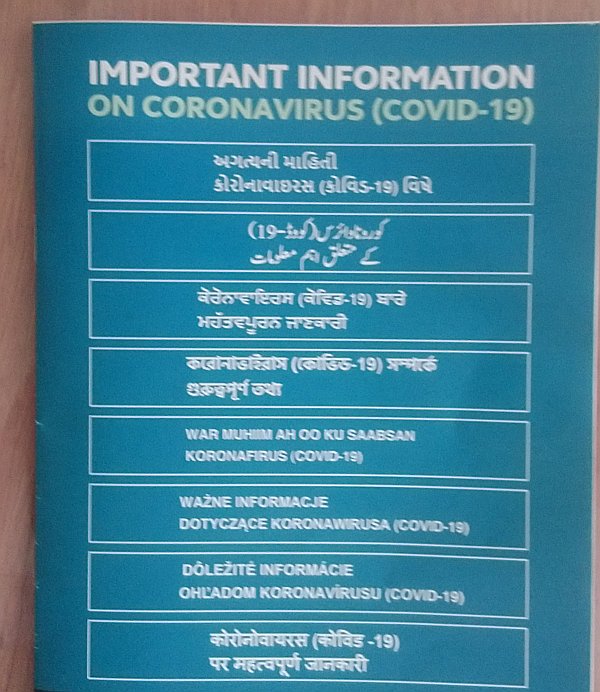 IMPORTANT INFORMATION
ON CORONAVIRUS (COVID-19)
અગત્યની માહિતી
કોરોનાવાઇરસ (કોવિડ-19) વિષે
کوروناوائرس (کووڈ-19)
کے متعلق اہم معلومات
ਕੋਰੋਨਾਵਾਇਰਸ (ਕੋਵਿਡ-19) ਬਾਰੇ
ਮਹੱਤਵਪੂਰਨ ਜਾਣਕਾਰੀ
করোনাভাইরাস (কোভিড-19) সম্পর্কে
গুরুত্বপূর্ণ তথ্য
WAR MUHIIM AH OO KU SAABSAN
KORONAFIRUS (COVID-19)
WAŻNE INFORMACJE
DOTYCZĄCE KORONAWIRUSA (COVID-19)
DÔLEŽITÉ INFORMÁCIE
OHĽADOM KORONAVÍRUSU (COVID-19)
कोरोनोवायरस (कोविड -19)
पर महत्वपूर्ण जानकारी